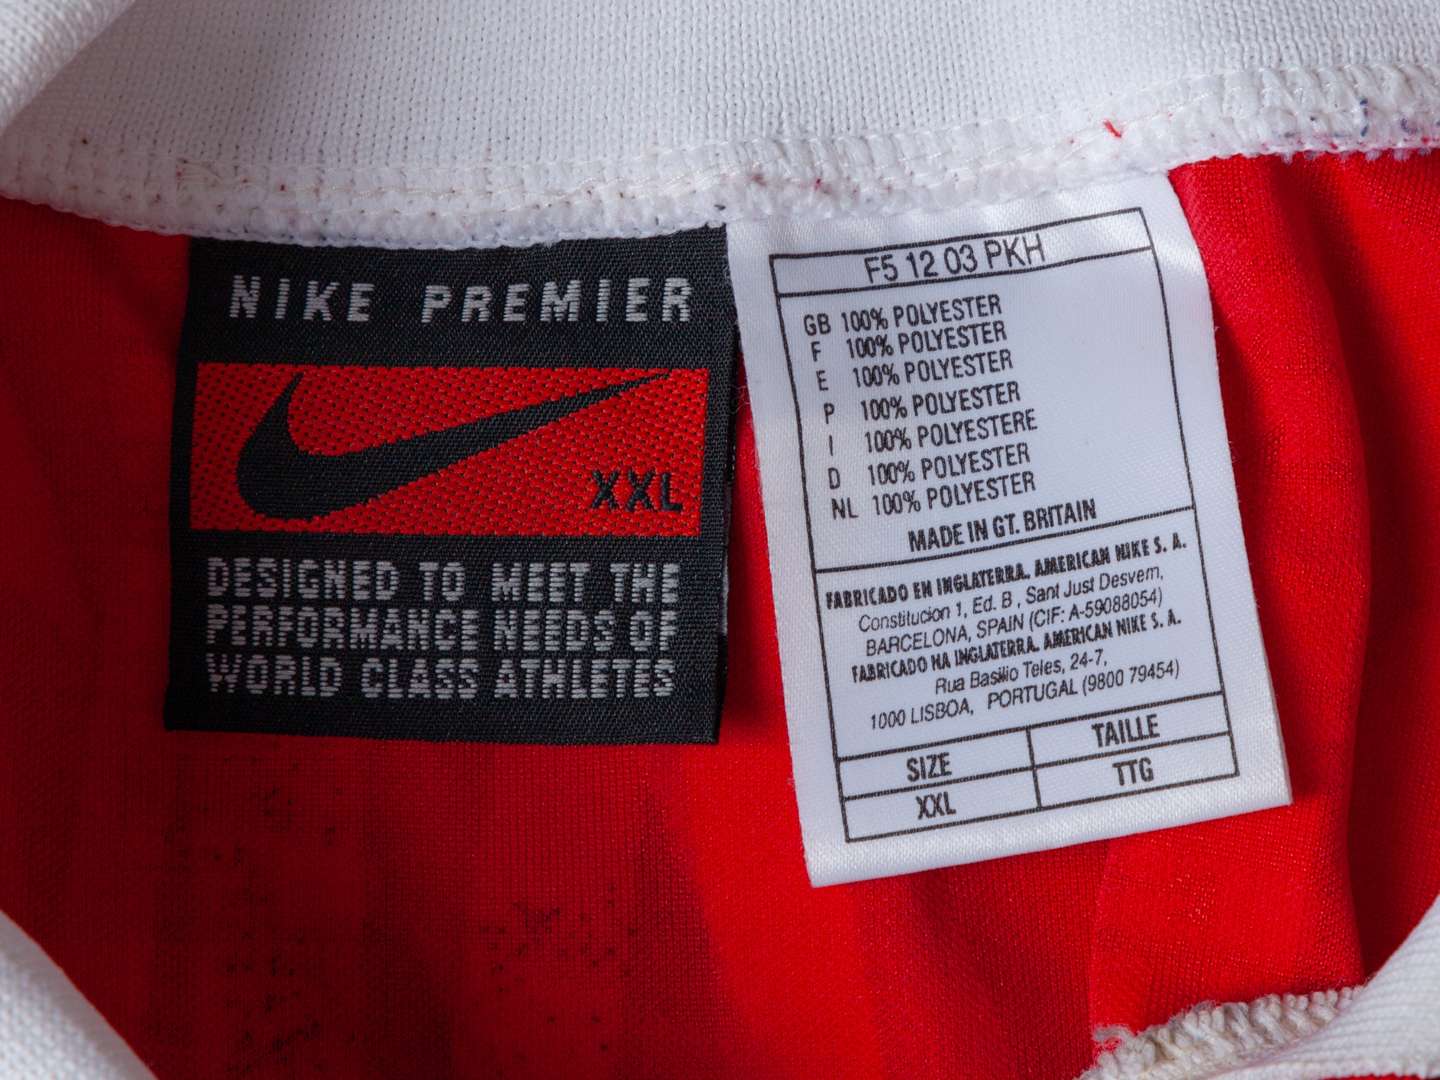 NIKE PREMIER
XXL
DESIGNED TO MEET THE
PERFORMANCE NEEDS OF
WORLD CLASS ATHLETES
F5 12 03 PKH
GB 100% POLYESTER
F 100% POLYESTER
E 100% POLYESTER
P 100% POLYESTER
I 100% POLYESTERE
D 100% POLYESTER
NL 100% POLYESTER
MADE IN GT. BRITAIN
FABRICADO EN INGLATERRA. AMERICAN NIKE S. A.
Constitucion 1, Ed. B , Sant Just Desvern,
BARCELONA, SPAIN (CIF: A-59088054)
FABRICADO NA INGLATERRA. AMERICAN NIKE S. A.
Rua Basilio Teles, 24-7,
1000 LISBOA, PORTUGAL (9800 79454)
SIZE TAILLE
XXL TTG